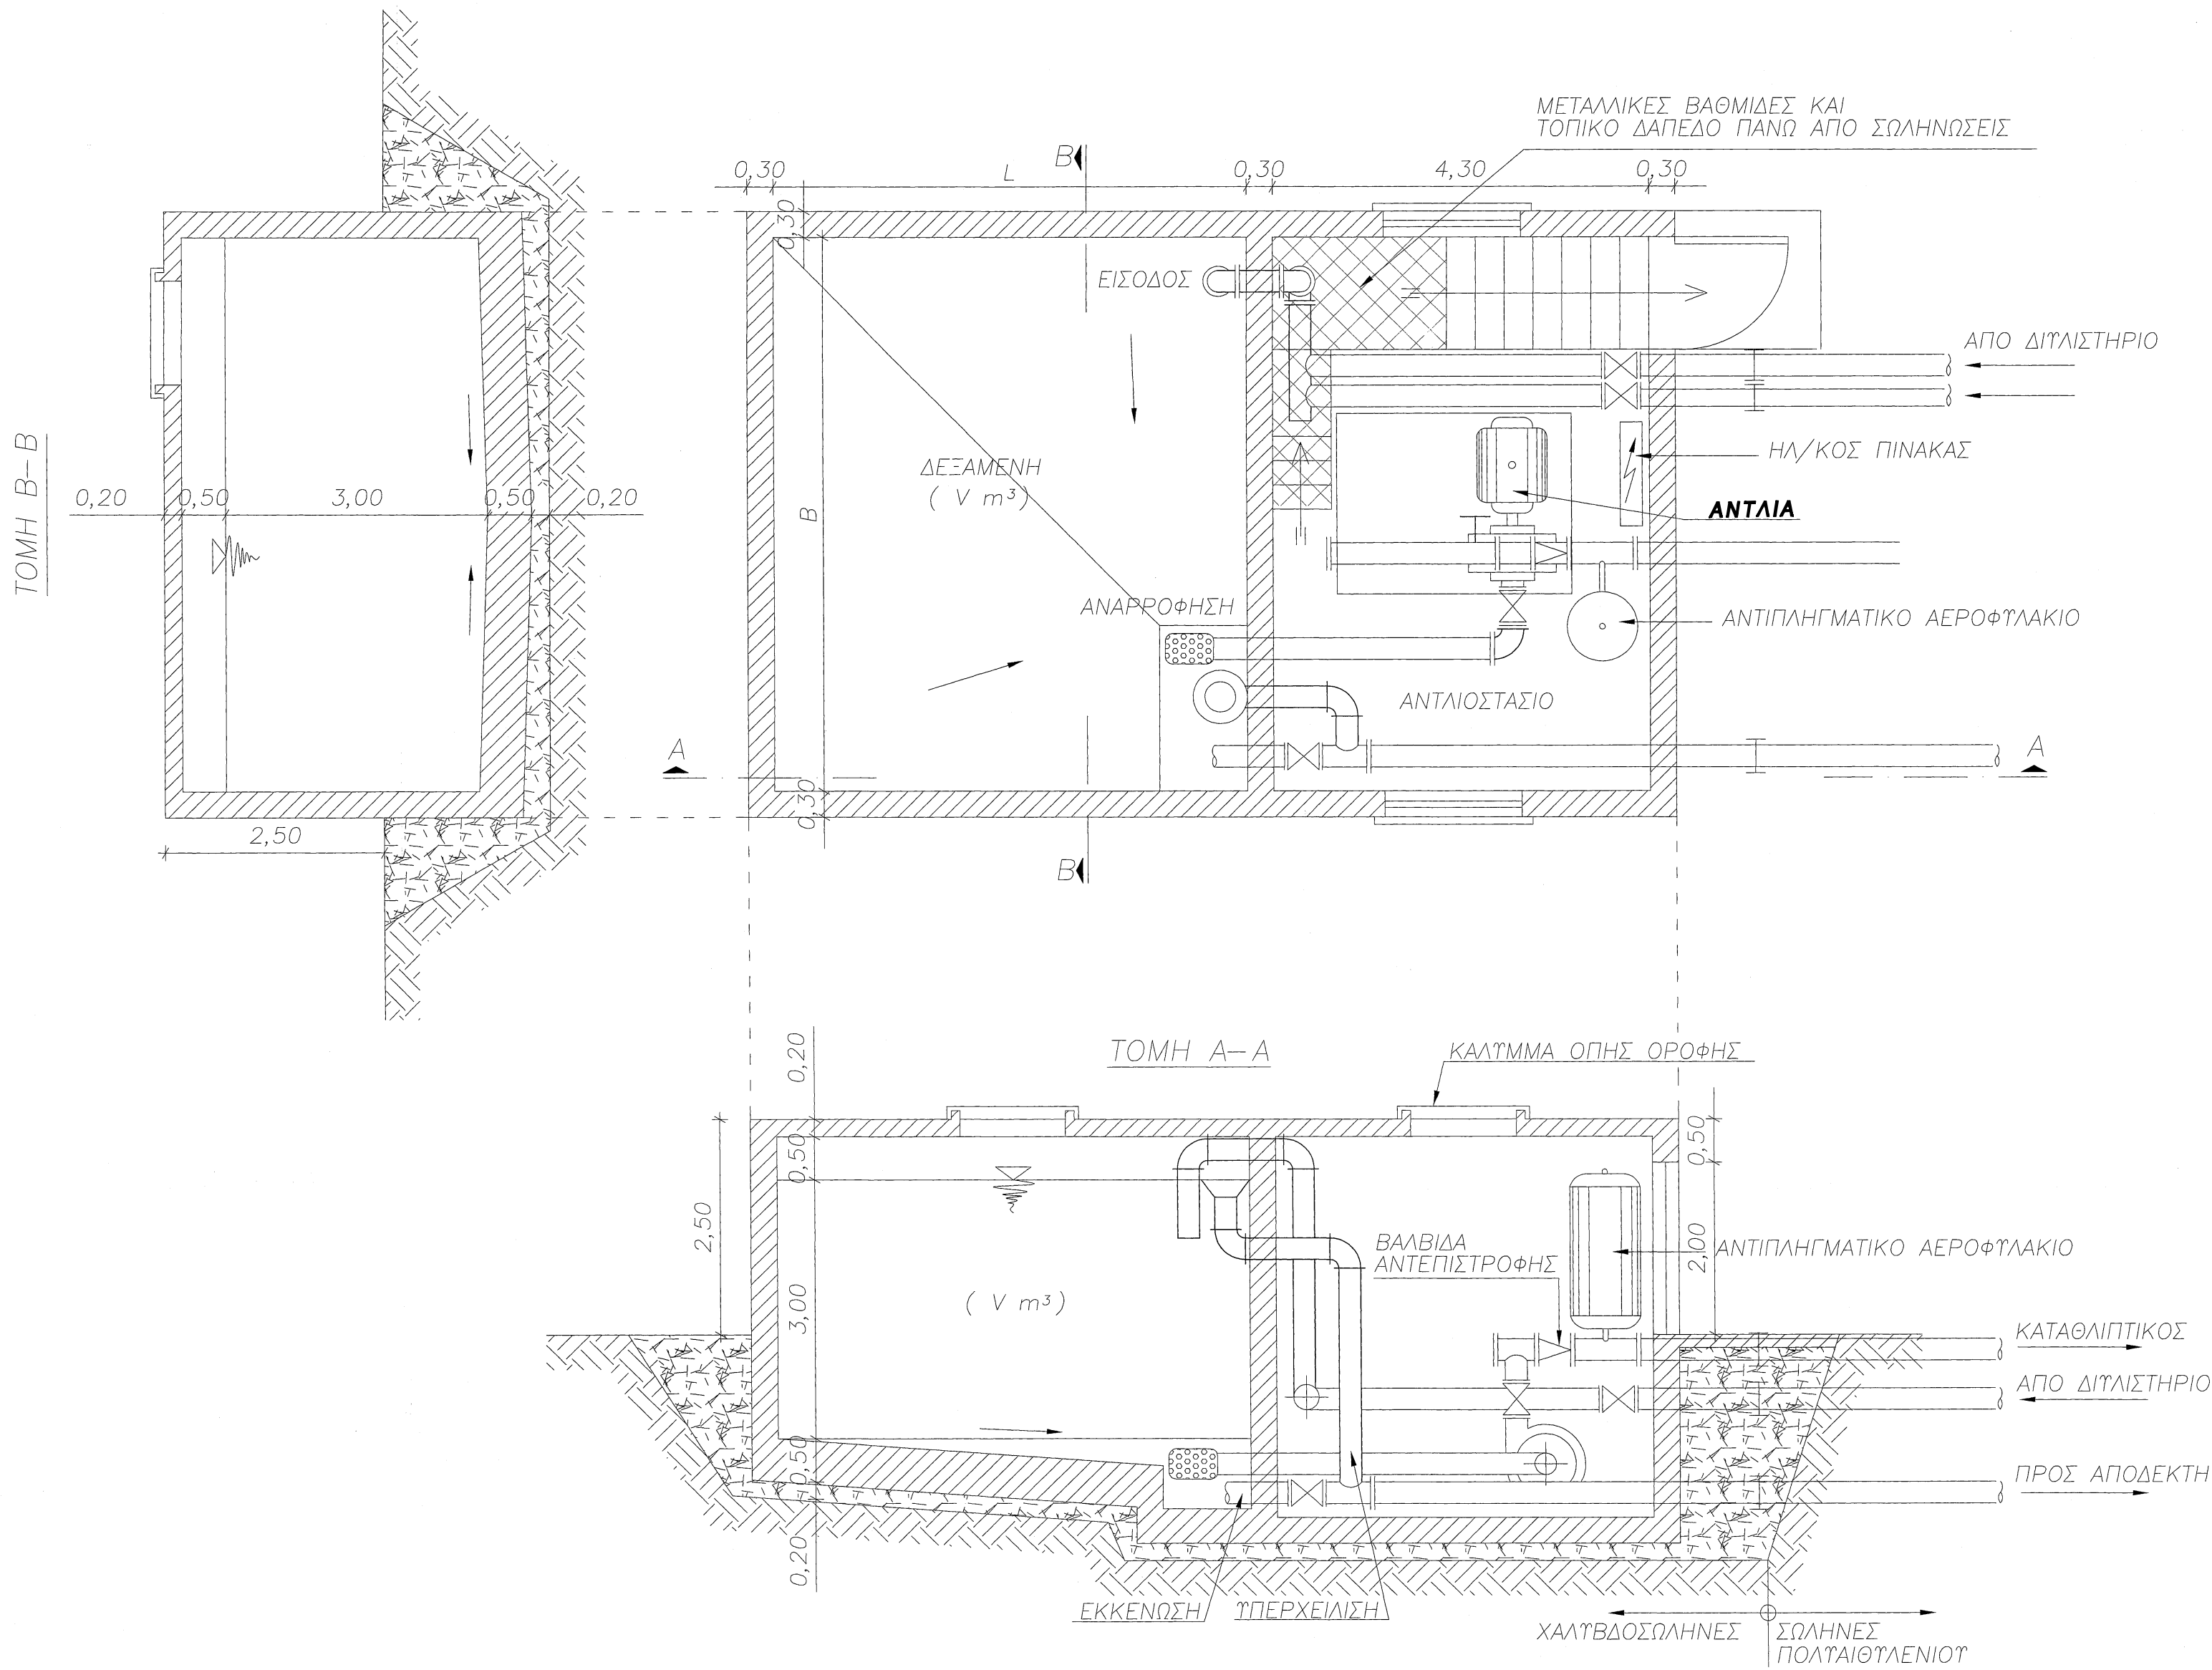 ΜΕΤΑΛΛΙΚΕΣ ΒΑΘΜΙΔΕΣ ΚΑΙ
ΤΟΠΙΚΟ ΔΑΠΕΔΟ ΠΑΝΩ ΑΠΟ ΣΩΛΗΝΩΣΕΙΣ
B
0,30
L
0,30
4,30
0,30
0,30
ΕΙΣΟΔΟΣ
ΑΠΟ ΔΙΥΛΙΣΤΗΡΙΟ
ΤΟΜΗ Β-Β
ΔΕΞΑΜΕΝΗ
( V m³)
ΗΛ/ΚΟΣ ΠΙΝΑΚΑΣ
0,20
0,50
3,00
0,50
0,20
B
ΑΝΤΛΙΑ
ΑΝΑΡΡΟΦΗΣΗ
ΑΝΤΙΠΛΗΓΜΑΤΙΚΟ ΑΕΡΟΦΥΛΑΚΙΟ
ΑΝΤΛΙΟΣΤΑΣΙΟ
A
A
0,30
2,50
B
0,20
ΤΟΜΗ Α-Α
ΚΑΛΥΜΜΑ ΟΠΗΣ ΟΡΟΦΗΣ
0,50
0,50
2,50
ΒΑΛΒΙΔΑ
ΑΝΤΕΠΙΣΤΡΟΦΗΣ
2,00
ΑΝΤΙΠΛΗΓΜΑΤΙΚΟ ΑΕΡΟΦΥΛΑΚΙΟ
3,00
( V m³)
ΚΑΤΑΘΛΙΠΤΙΚΟΣ
ΑΠΟ ΔΙΥΛΙΣΤΗΡΙΟ
0,50
ΠΡΟΣ ΑΠΟΔΕΚΤΗ
0,20
ΕΚΚΕΝΩΣΗ
ΥΠΕΡΧΕΙΛΙΣΗ
ΧΑΛΥΒΔΟΣΩΛΗΝΕΣ
ΣΩΛΗΝΕΣ
ΠΟΛΥΑΙΘΥΛΕΝΙΟΥ